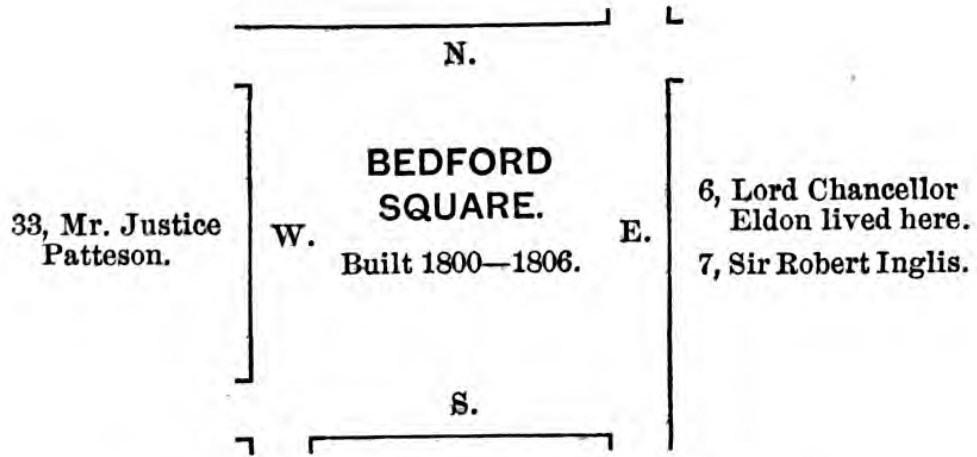 N.
BEDFORD
SQUARE.
Built 1800—1806.
33, Mr. Justice
Patteson.
W.
E.
6, Lord Chancellor
Eldon lived here.
7, Sir Robert Inglis.
S.